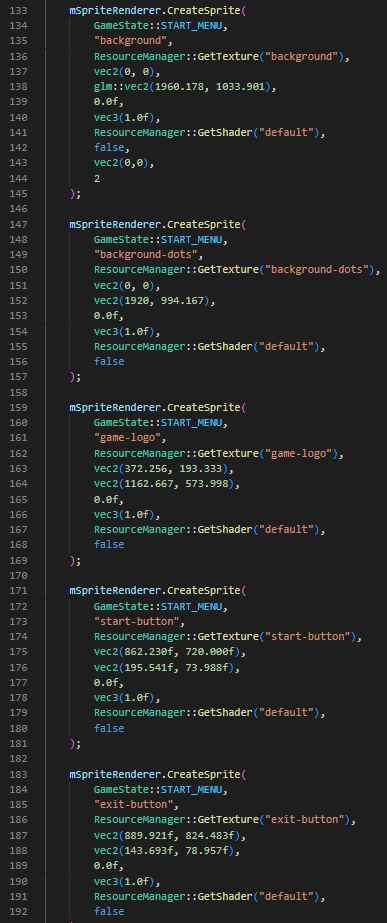 133 mSpriteRenderer.CreateSprite(
134 GameState::START_MENU,
135 "background",
136 ResourceManager::GetTexture("background"),
137 vec2(0, 0),
138 glm::vec2(1960.178, 1033.901),
139 0.0f,
140 vec3(1.0f),
141 ResourceManager::GetShader("default"),
142 false,
143 vec2(0,0),
144 2
145 );
146
147 mSpriteRenderer.CreateSprite(
148 GameState::START_MENU,
149 "background-dots",
150 ResourceManager::GetTexture("background-dots"),
151 vec2(0, 0),
152 vec2(1920, 994.167),
153 0.0f,
154 vec3(1.0f),
155 ResourceManager::GetShader("default"),
156 false
157 );
158
159 mSpriteRenderer.CreateSprite(
160 GameState::START_MENU,
161 "game-logo",
162 ResourceManager::GetTexture("game-logo"),
163 vec2(372.256, 193.333),
164 vec2(1162.667, 573.998),
165 0.0f,
166 vec3(1.0f),
167 ResourceManager::GetShader("default"),
168 false
169 );
170
171 mSpriteRenderer.CreateSprite(
172 GameState::START_MENU,
173 "start-button",
174 ResourceManager::GetTexture("start-button"),
175 vec2(862.230f, 720.000f),
176 vec2(195.541f, 73.988f),
177 0.0f,
178 vec3(1.0f),
179 ResourceManager::GetShader("default"),
180 false
181 );
182
183 mSpriteRenderer.CreateSprite(
184 GameState::START_MENU,
185 "exit-button",
186 ResourceManager::GetTexture("exit-button"),
187 vec2(889.921f, 824.483f),
188 vec2(143.693f, 78.957f),
189 0.0f,
190 vec3(1.0f),
191 ResourceManager::GetShader("default"),
192 false